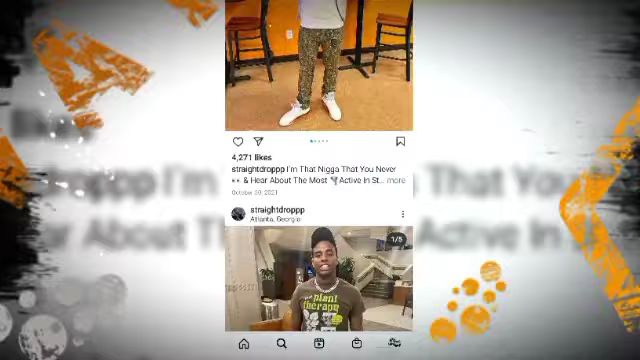 4,271 likes
straightdroppp I'm That Nigga That You Never
👀 & Hear About The Most 🔫Active In St... more
October 20, 2021
straightdroppp
Atlanta, Georgia
1/5
plant
therapy